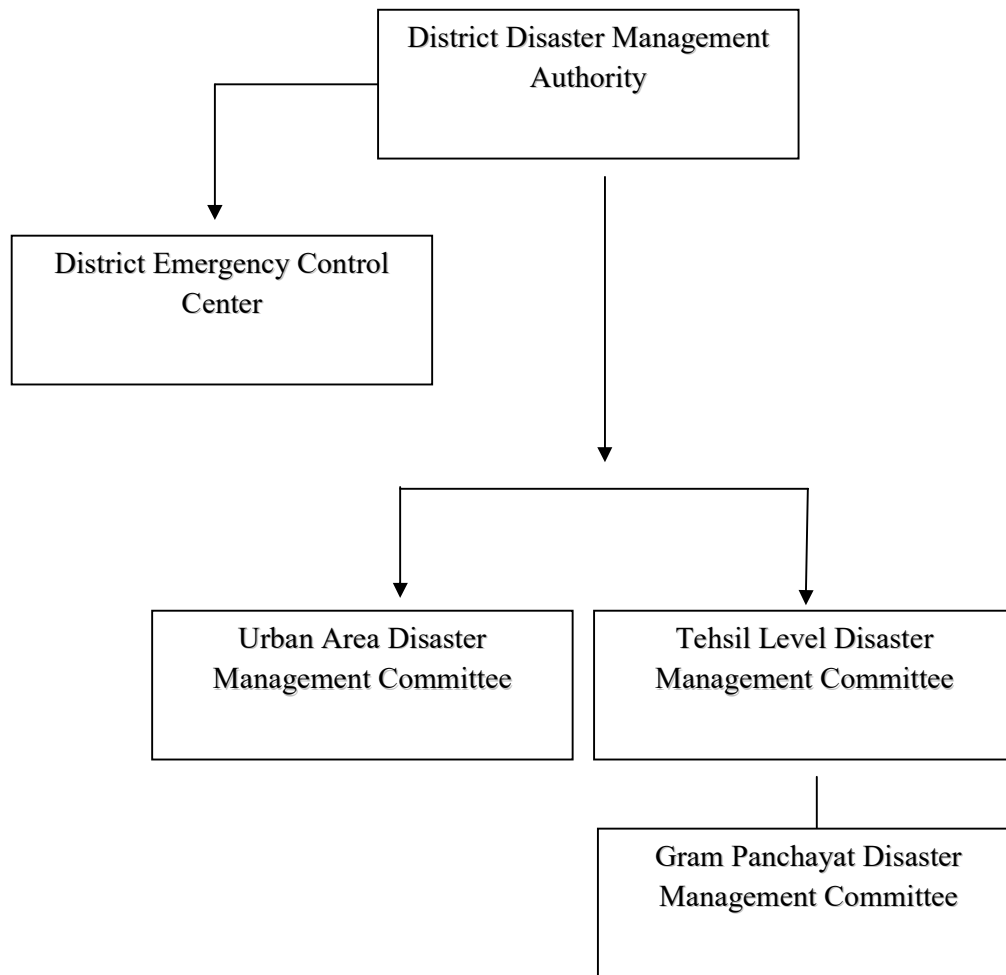 District Disaster Management
Authority
District Emergency Control
Center
Urban Area Disaster
Management Committee
Tehsil Level Disaster
Management Committee
Gram Panchayat Disaster
Management Committee